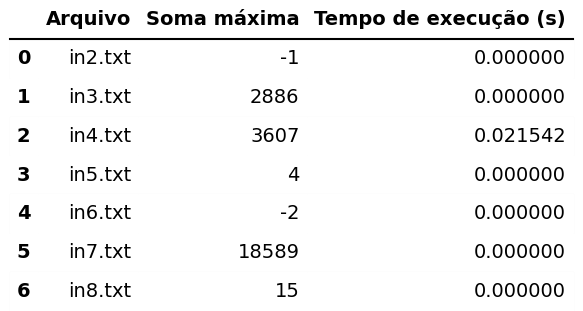 Arquivo Soma máxima Tempo de execução (s)
0 in2.txt -1 0.000000
1 in3.txt 2886 0.000000
2 in4.txt 3607 0.021542
3 in5.txt 4 0.000000
4 in6.txt -2 0.000000
5 in7.txt 18589 0.000000
6 in8.txt 15 0.000000